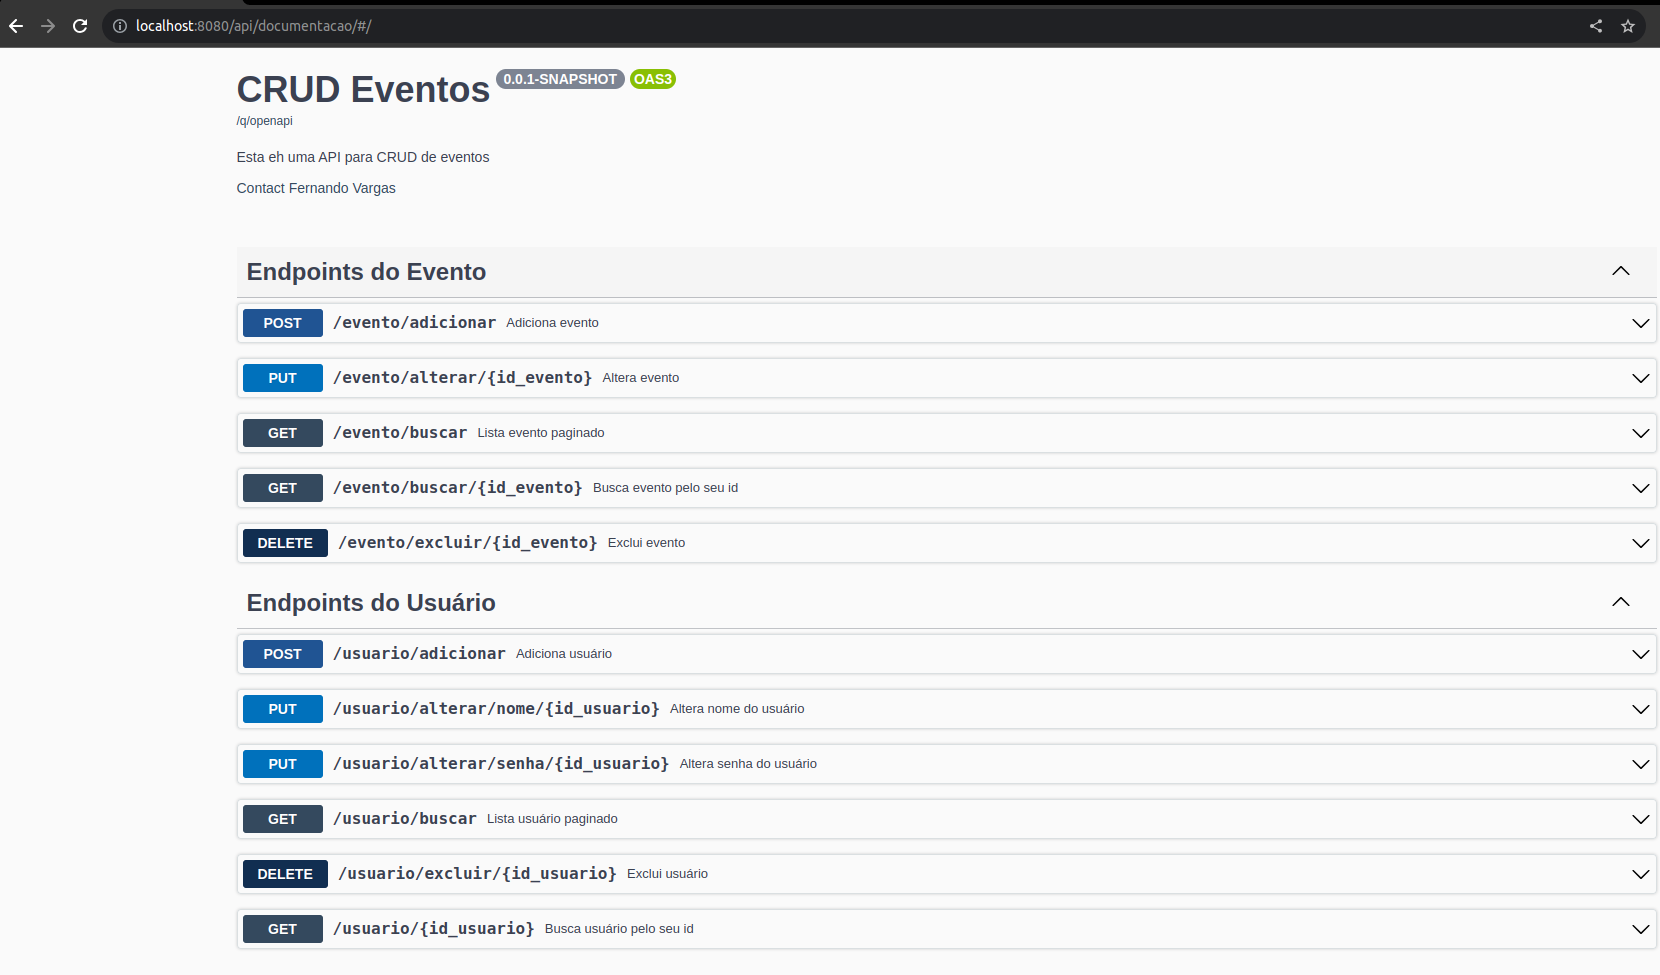 localhost:8080/api/documentacao/#/
CRUD Eventos 0.0.1-SNAPSHOT OAS3
/q/openapi
Esta eh uma API para CRUD de eventos
Contact Fernando Vargas
Endpoints do Evento
POST /evento/adicionar Adiciona evento
PUT /evento/alterar/{id_evento} Altera evento
GET /evento/buscar Lista evento paginado
GET /evento/buscar/{id_evento} Busca evento pelo seu id
DELETE /evento/excluir/{id_evento} Exclui evento
Endpoints do Usuário
POST /usuario/adicionar Adiciona usuário
PUT /usuario/alterar/nome/{id_usuario} Altera nome do usuário
PUT /usuario/alterar/senha/{id_usuario} Altera senha do usuário
GET /usuario/buscar Lista usuário paginado
DELETE /usuario/excluir/{id_usuario} Exclui usuário
GET /usuario/{id_usuario} Busca usuário pelo seu id